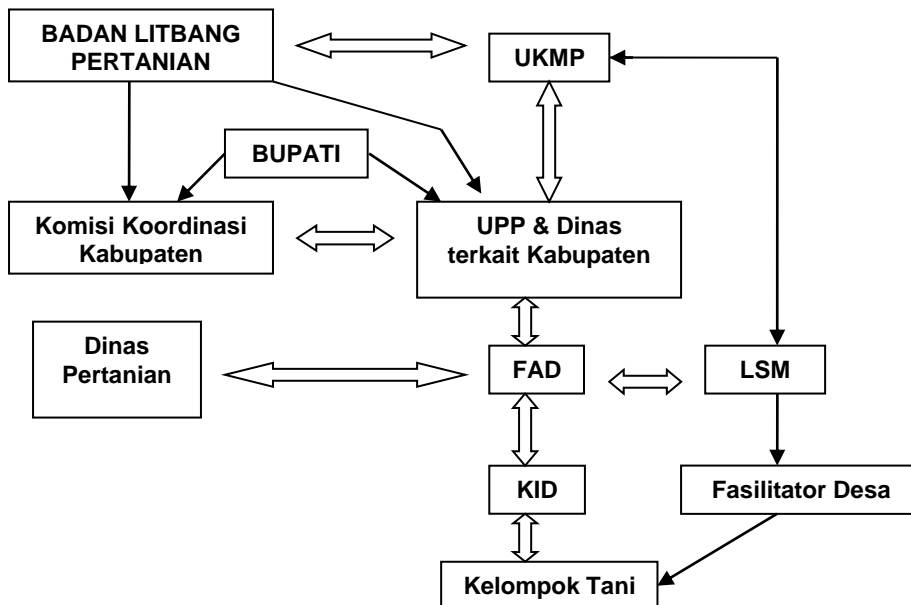 BADAN LITBANG
PERTANIAN
UKMP
BUPATI
Komisi Koordinasi
Kabupaten
UPP & Dinas
terkait Kabupaten
Dinas
Pertanian
FAD
LSM
KID
Fasilitator Desa
Kelompok Tani